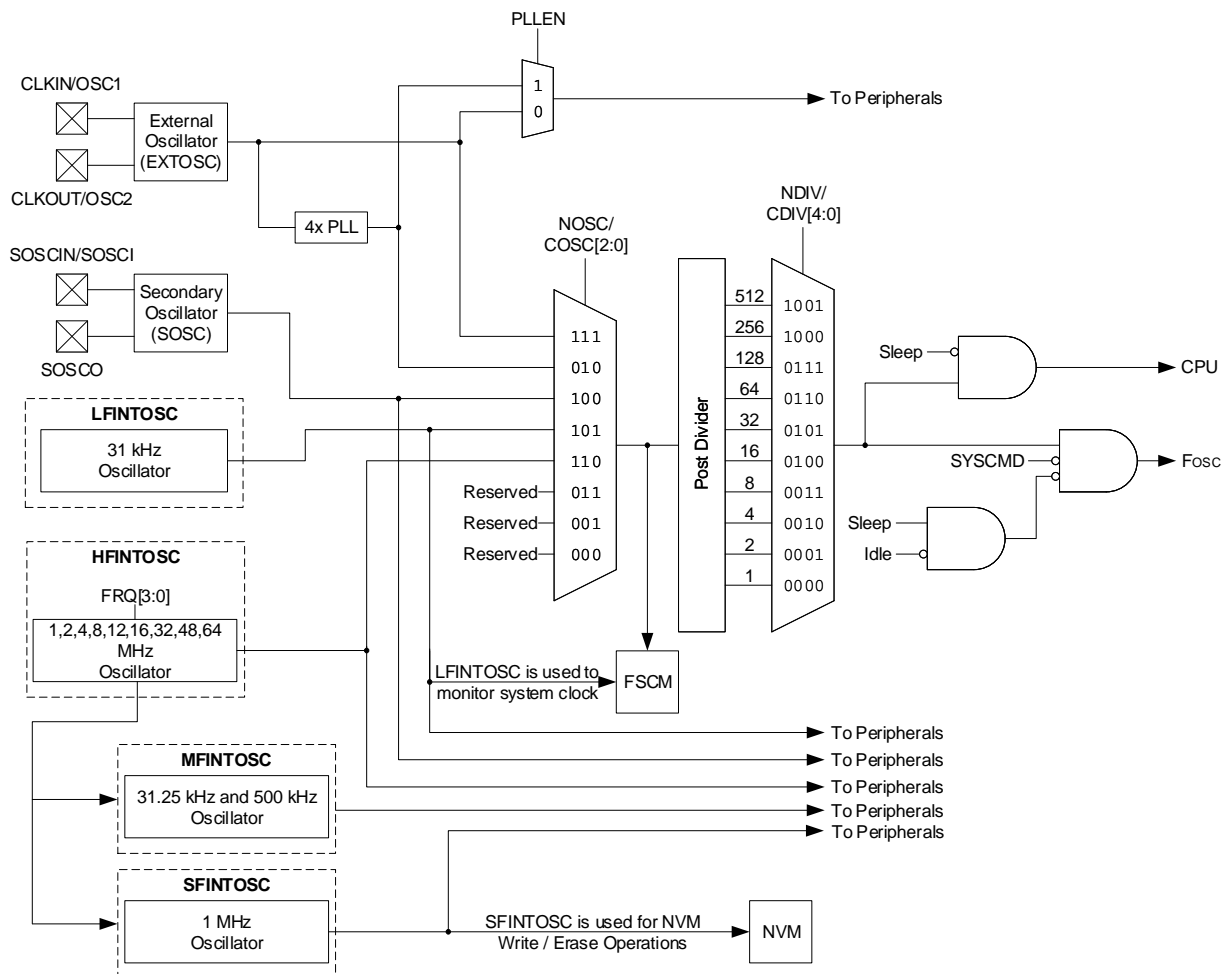 PLLEN
CLKIN/OSC1
External
Oscillator
(EXTOSC)
CLKOUT/OSC2
1
0
To Peripherals
4x PLL
NOSC/
COSC[2:0]
NDIV/
CDIV[4:0]
SOSCIN/SOSCI
Secondary
Oscillator
(SOSC)
SOSCO
LFINTOSC
31 kHz
Oscillator
111
010
100
101
110
Reserved 011
Reserved 001
Reserved 000
Post Divider
512 1001
256 1000
128 0111
64 0110
32 0101
16 0100
8 0011
4 0010
2 0001
1 0000
Sleep
CPU
SYSCMD
Fosc
Sleep
Idle
HFINTOSC
FRQ[3:0]
1,2,4,8,12,16,32,48,64
MHz
Oscillator
LFINTOSC is used to
monitor system clock
FSCM
To Peripherals
To Peripherals
To Peripherals
To Peripherals
To Peripherals
MFINTOSC
31.25 kHz and 500 kHz
Oscillator
SFINTOSC
1 MHz
Oscillator
SFINTOSC is used for NVM
Write / Erase Operations
NVM